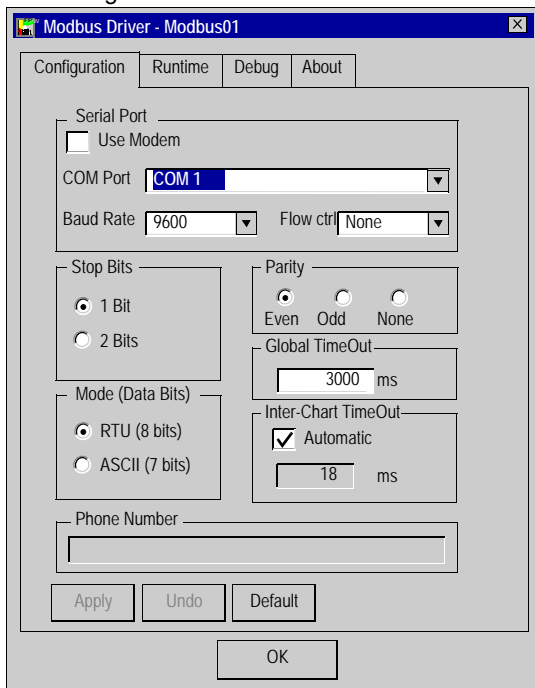 Modbus Driver - Modbus01
Configuration Runtime Debug About
Serial Port
Use Modem
COM Port COM 1
Baud Rate 9600 Flow ctrl None
Stop Bits
1 Bit
2 Bits
Parity
Even Odd None
Global TimeOut
3000 ms
Mode (Data Bits)
RTU (8 bits)
ASCII (7 bits)
Inter-Chart TimeOut
Automatic
18 ms
Phone Number
Apply Undo Default
OK